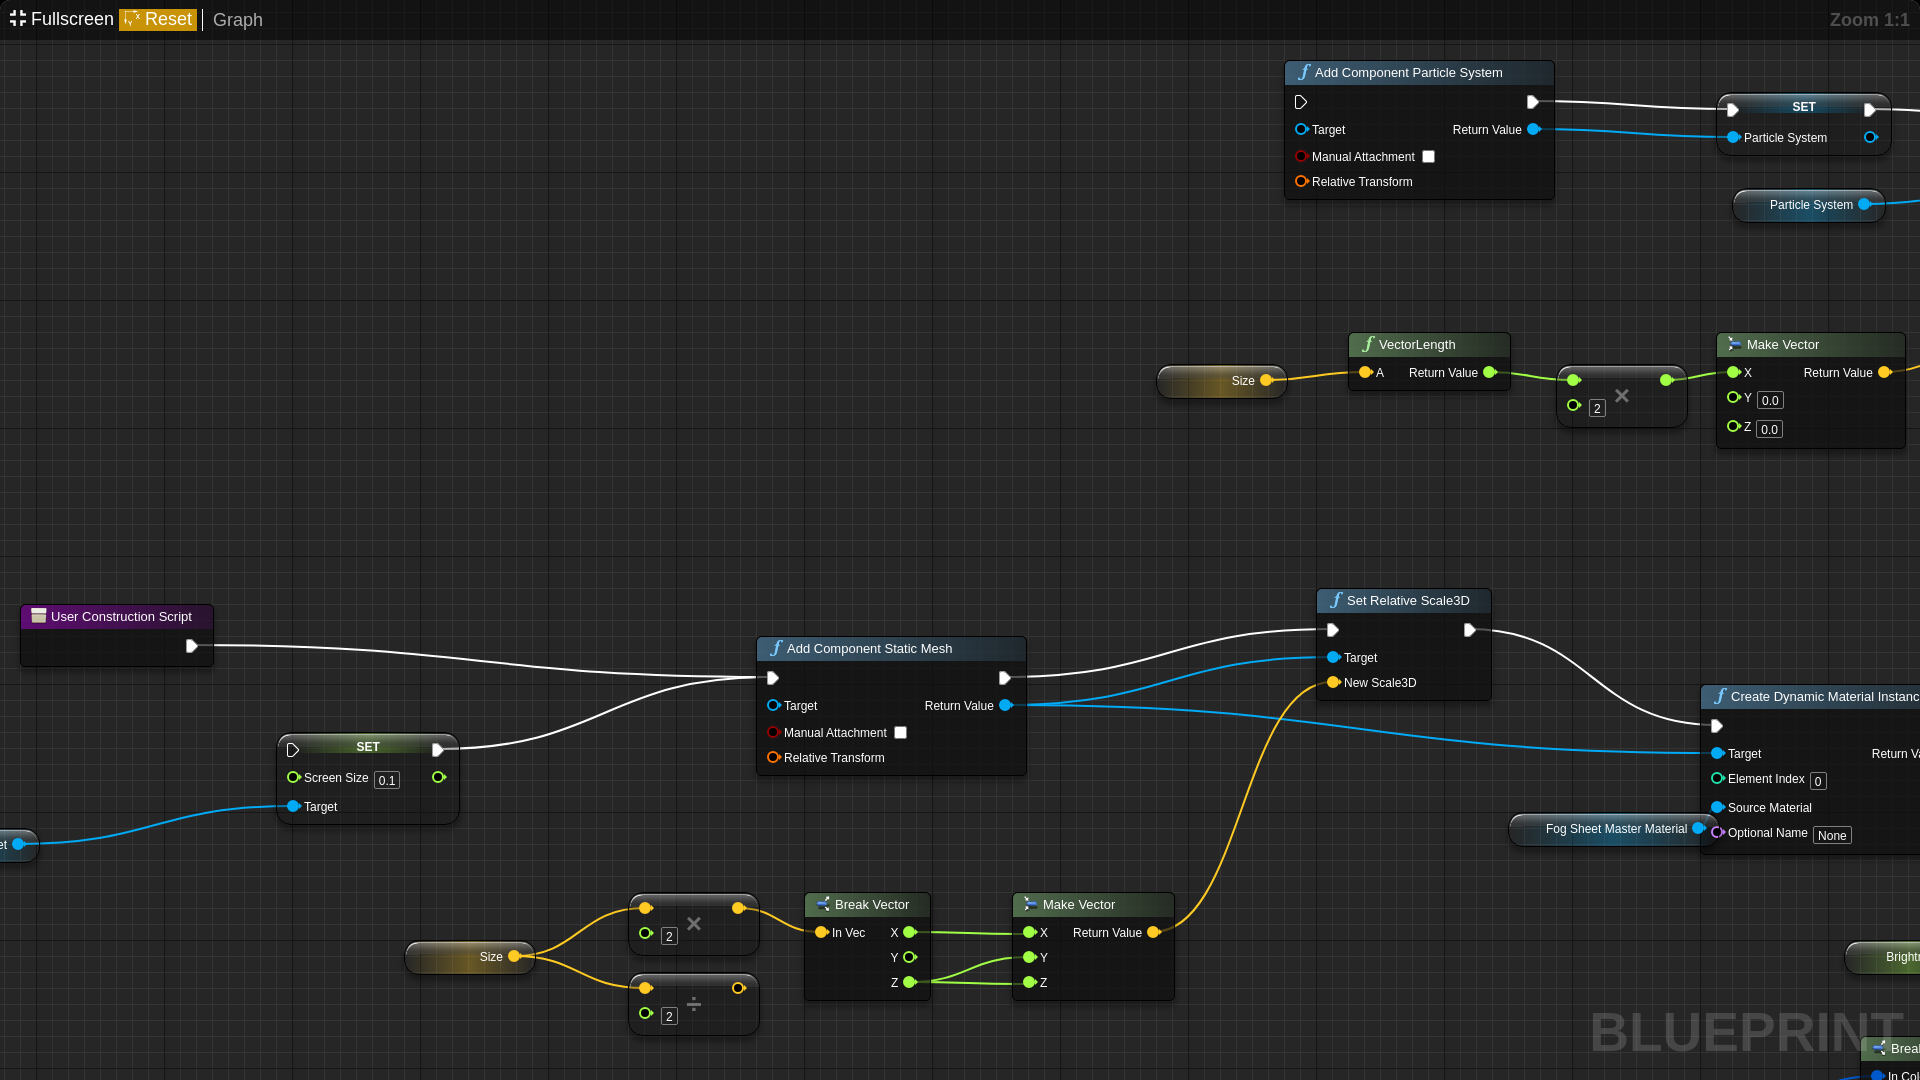 Fullscreen Reset Graph
Zoom 1:1
Add Component Particle System
Target Return Value
Manual Attachment
Relative Transform
SET
Particle System
Particle System
Size
VectorLength
A Return Value
2
×
Make Vector
X Return Value
Y 0.0
Z 0.0
User Construction Script
SET
Screen Size 0.1
Target
et
Add Component Static Mesh
Target Return Value
Manual Attachment
Relative Transform
Set Relative Scale3D
Target
New Scale3D
Create Dynamic Material Instanc
Target Return Va
Element Index 0
Source Material
Optional Name None
Fog Sheet Master Material
Size
2
×
2
÷
Break Vector
In Vec X
Y
Z
Make Vector
X Return Value
Y
Z
Bright
BLUEPRINT
Brea
In Col